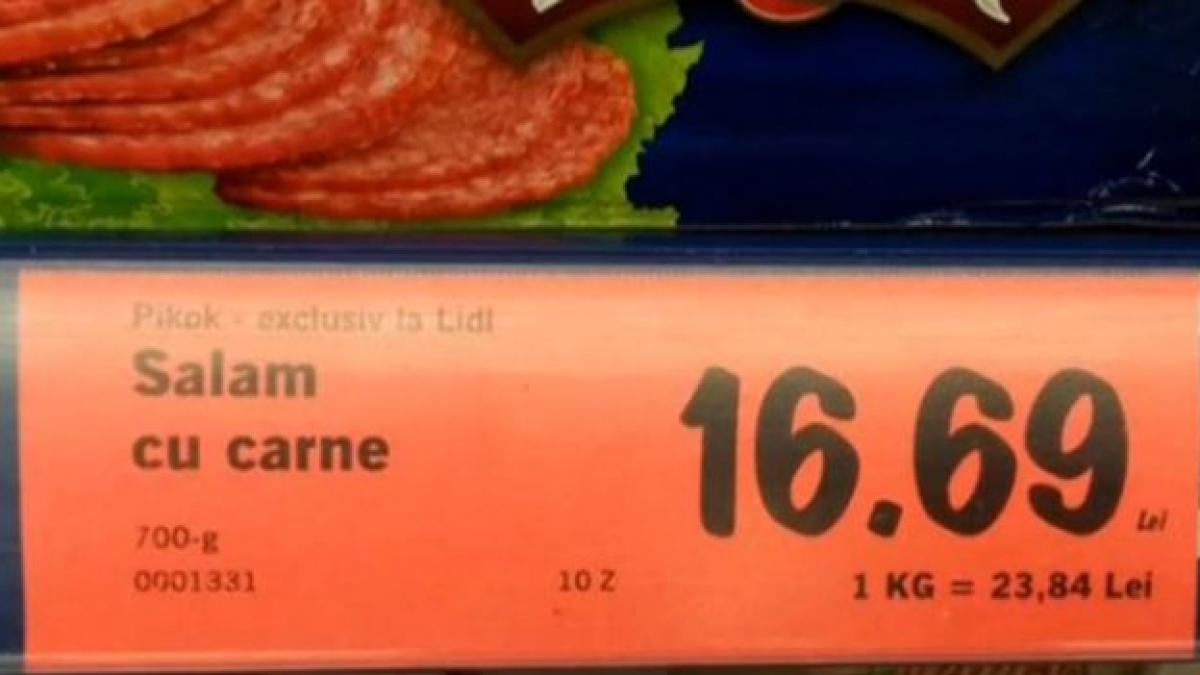 Pikok - exclusiv la Lidl
Salam
cu carne
16.69
Lei
700-g
0001331
10 Z
1 KG = 23,84 Lei